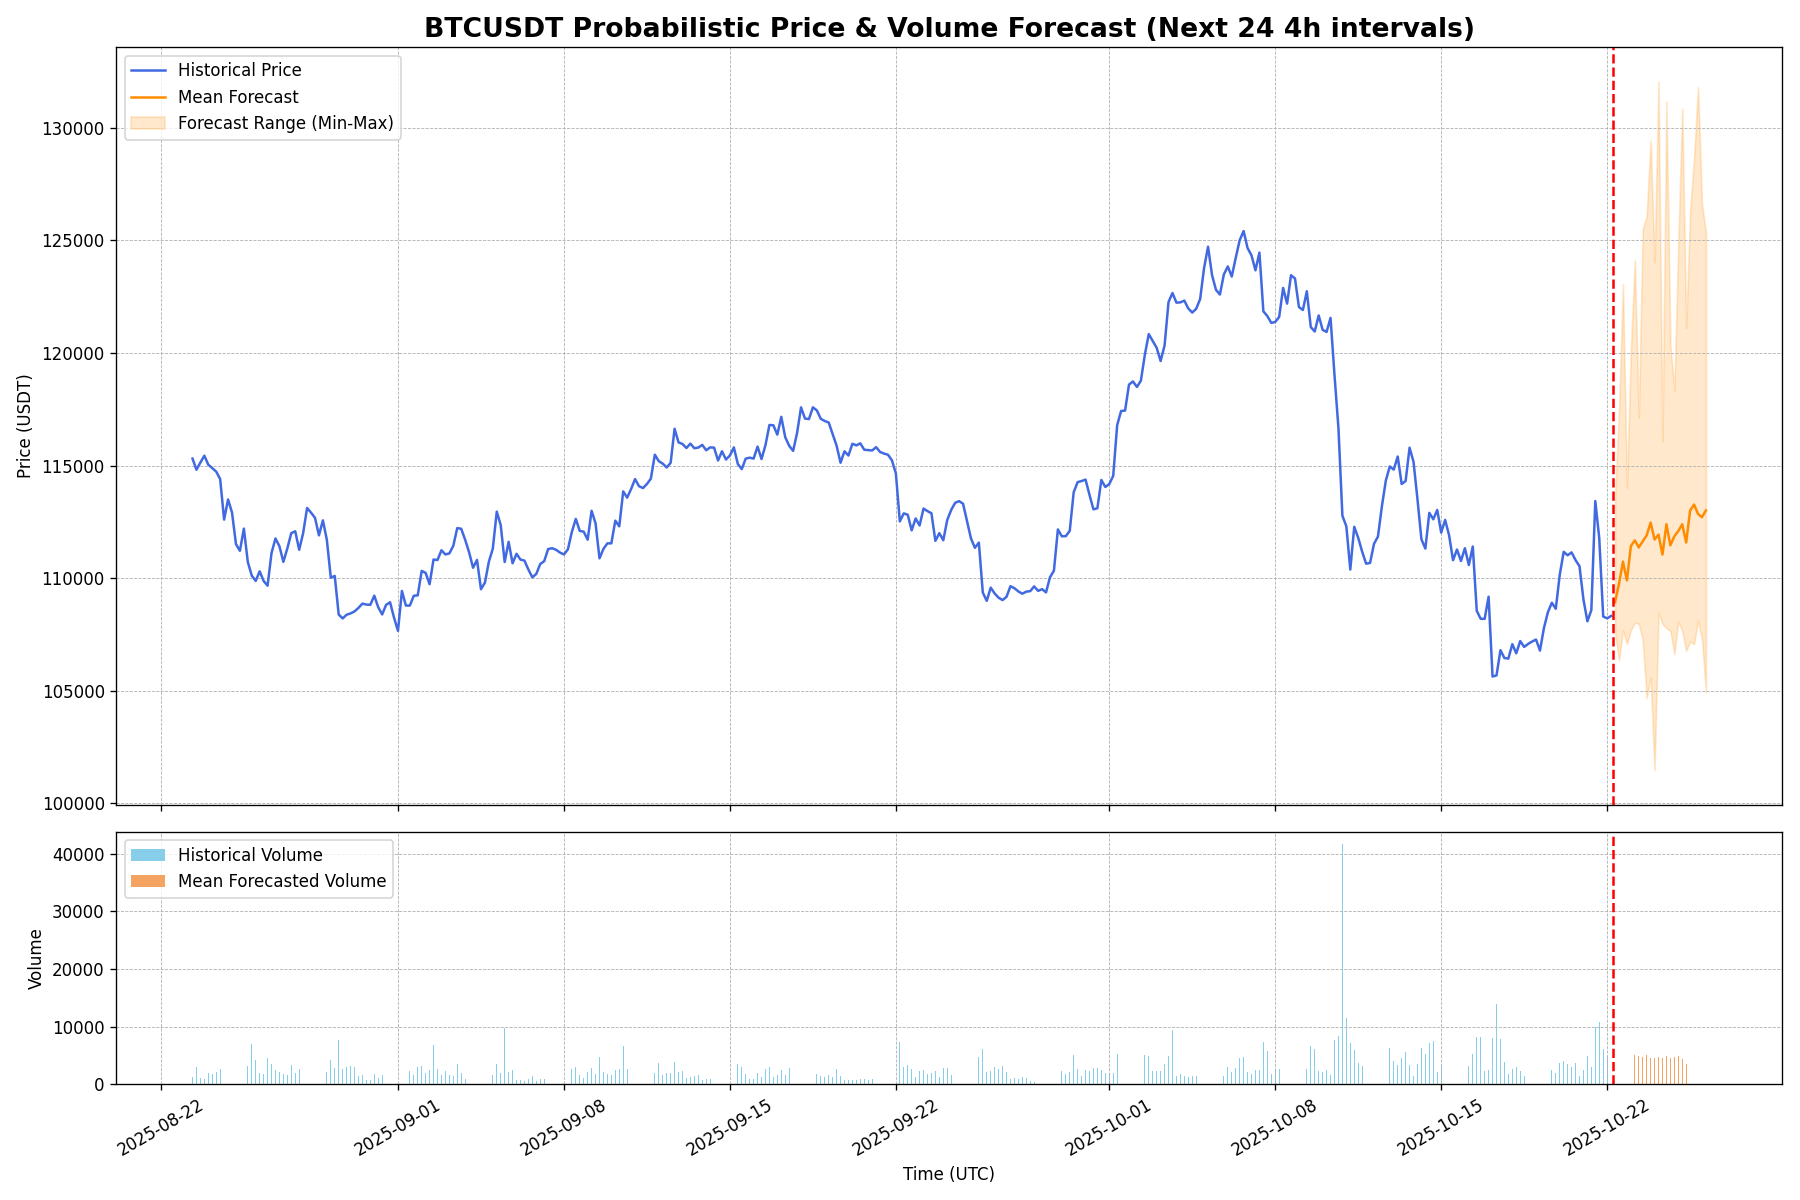 BTCUSDT Probabilistic Price & Volume Forecast (Next 24 4h intervals)
Historical Price
Mean Forecast
Forecast Range (Min-Max)
130000
125000
120000
115000
110000
105000
100000
Price (USDT)
Historical Volume
Mean Forecasted Volume
40000
30000
20000
10000
0
Volume
2025-08-22
2025-09-01
2025-09-08
2025-09-15
2025-09-22
2025-10-01
2025-10-08
2025-10-15
2025-10-22
Time (UTC)